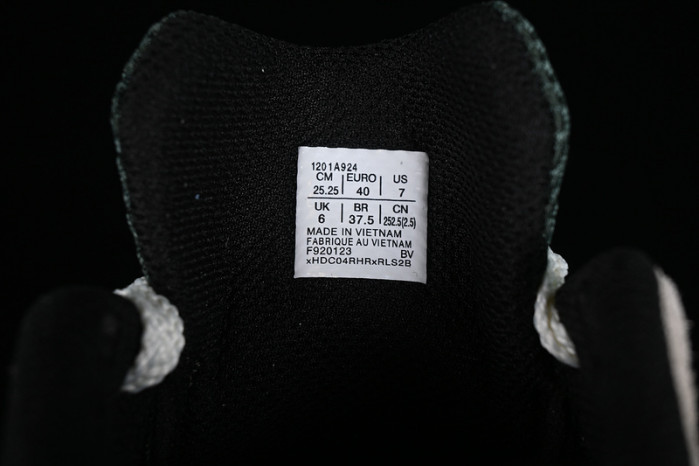 1201A924
CM EURO US
25.25 40 7
UK BR CN
6 37.5 252.5(2.5)
MADE IN VIETNAM
FABRIQUE AU VIETNAM
F920123 BV
xHDC04RHRxRLS2B